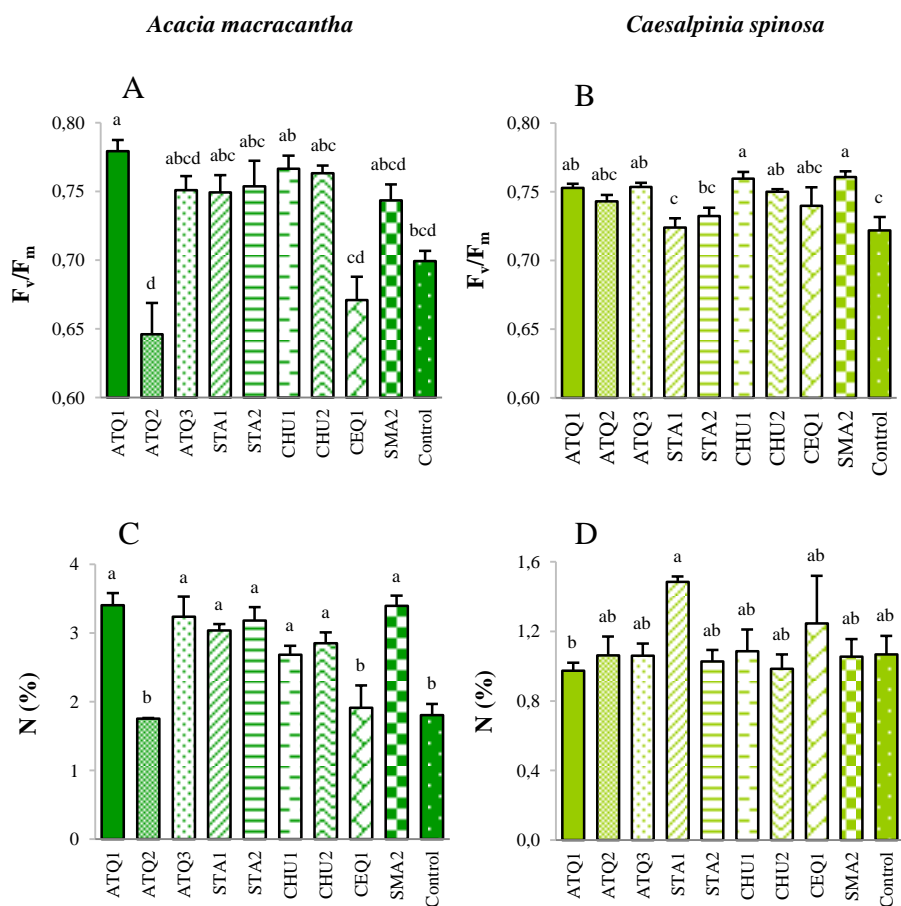 Acacia macracantha
Caesalpinia spinosa
A
F_v/F_m
0,80
0,75
0,70
0,65
0,60
a
d
abcd
abc
abc
ab
abc
cd
abcd
bcd
ATQ1
ATQ2
ATQ3
STA1
STA2
CHU1
CHU2
CEQ1
SMA2
Control
B
F_v/F_m
0,80
0,75
0,70
0,65
0,60
ab
abc
ab
c
bc
a
ab
abc
a
c
ATQ1
ATQ2
ATQ3
STA1
STA2
CHU1
CHU2
CEQ1
SMA2
Control
C
N (%)
4
3
2
1
0
a
b
a
a
a
a
a
b
a
b
ATQ1
ATQ2
ATQ3
STA1
STA2
CHU1
CHU2
CEQ1
SMA2
Control
D
N (%)
1,6
1,2
0,8
0,4
0,0
b
ab
ab
a
ab
ab
ab
ab
ab
ab
ATQ1
ATQ2
ATQ3
STA1
STA2
CHU1
CHU2
CEQ1
SMA2
Control